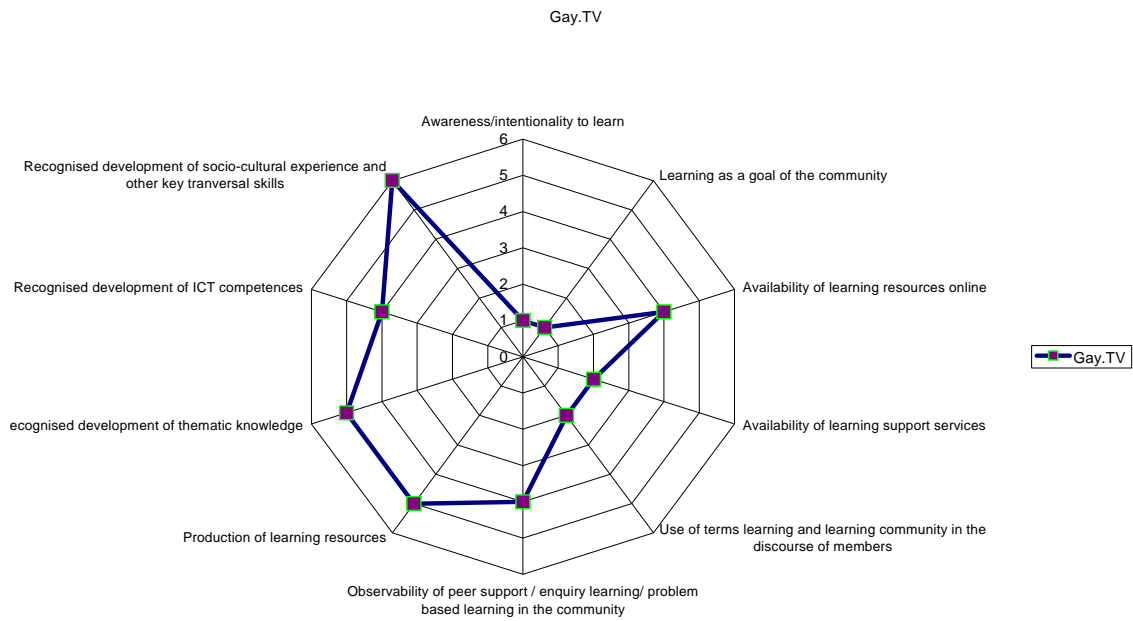 Gay.TV
Awareness/intentionality to learn
6
5
4
3
2
1
0
Recognised development of socio-cultural experience and
other key tranversal skills
Learning as a goal of the community
Recognised development of ICT competences
Availability of learning resources online
Gay.TV
ecognised development of thematic knowledge
Availability of learning support services
Production of learning resources
Use of terms learning and learning community in the
discourse of members
Observability of peer support / enquiry learning/ problem
based learning in the community